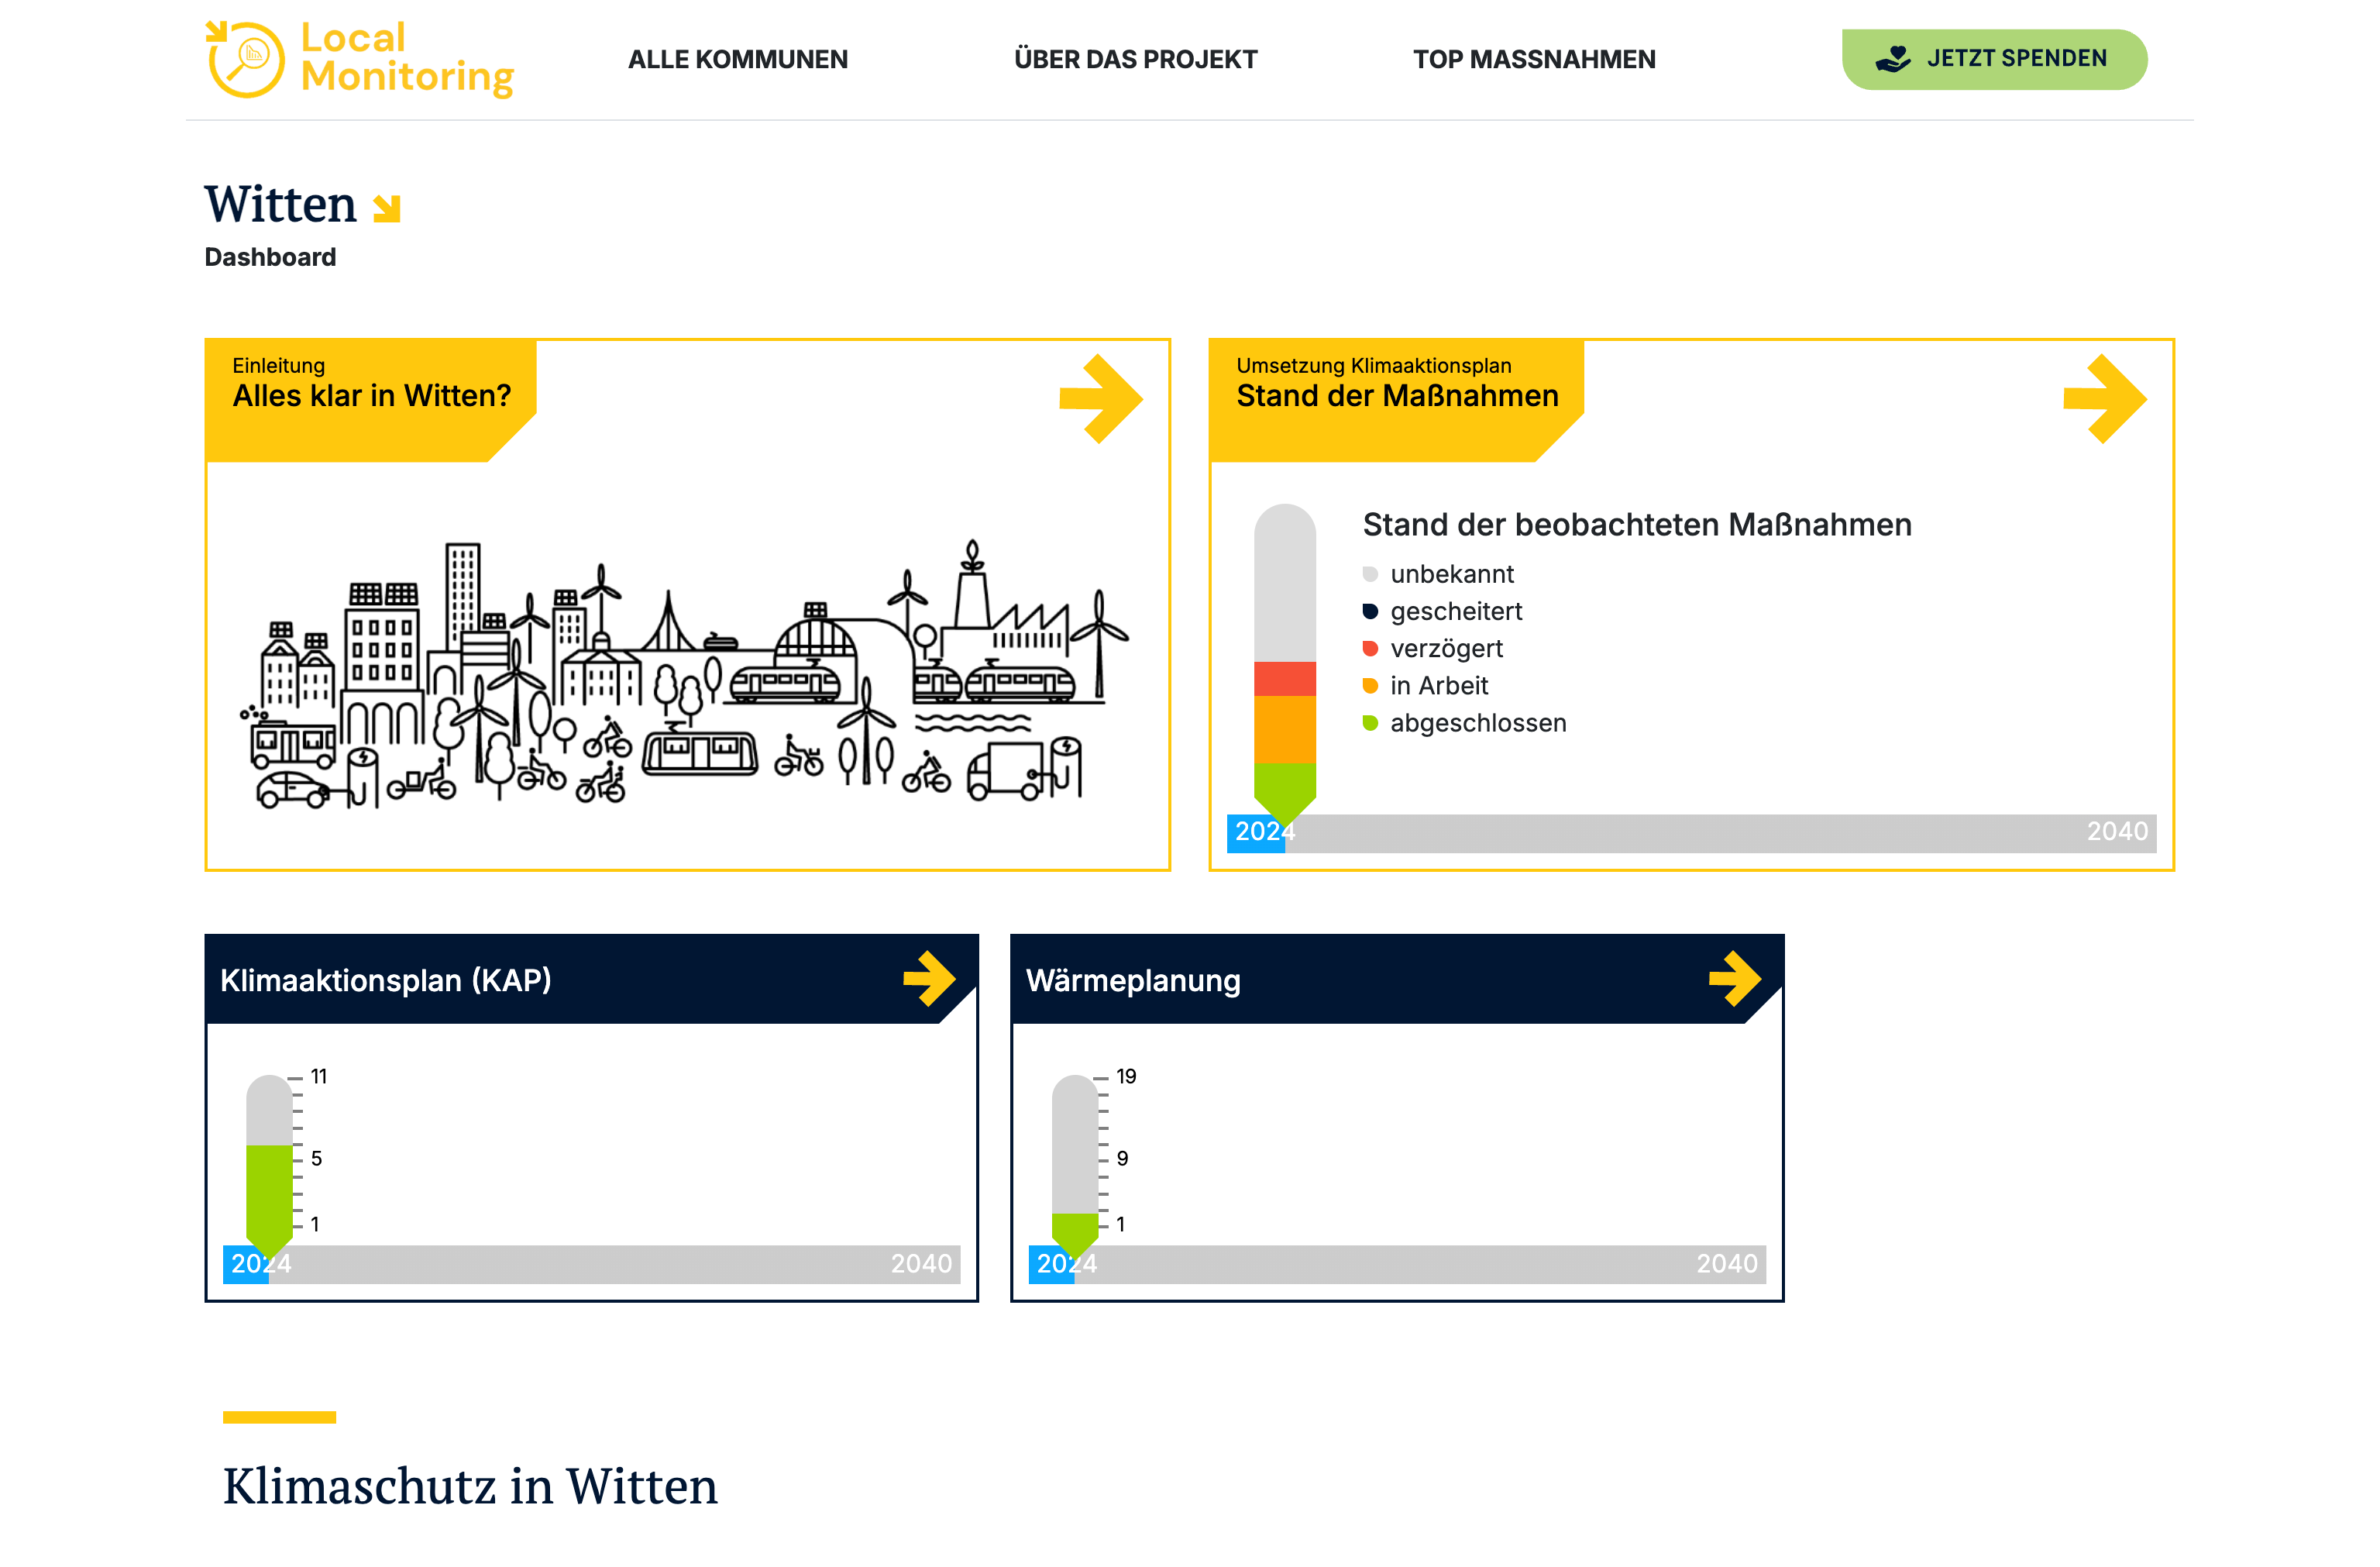 Local
Monitoring
ALLE KOMMUNEN
ÜBER DAS PROJEKT
TOP MASSNAHMEN
JETZT SPENDEN
Witten
Dashboard
Einleitung
Alles klar in Witten?
Umsetzung Klimaaktionsplan
Stand der Maßnahmen
Stand der beobachteten Maßnahmen
unbekannt
gescheitert
verzögert
in Arbeit
abgeschlossen
2024
2040
Klimaaktionsplan (KAP)
11
5
1
2024
2040
Wärmeplanung
19
9
1
2024
2040
Klimaschutz in Witten